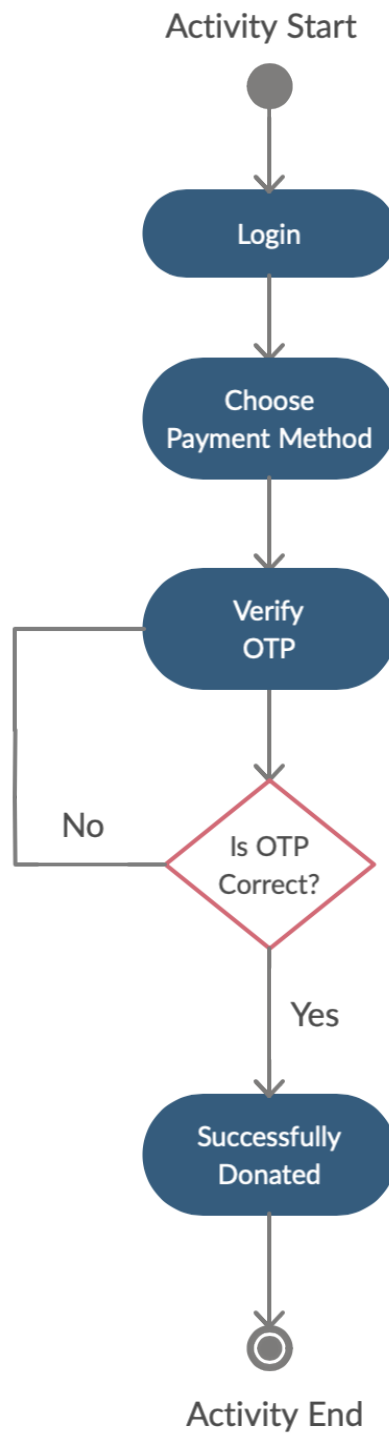 Activity Start
Login
Choose
Payment Method
Verify
OTP
No
Is OTP
Correct?
Yes
Successfully
Donated
Activity End